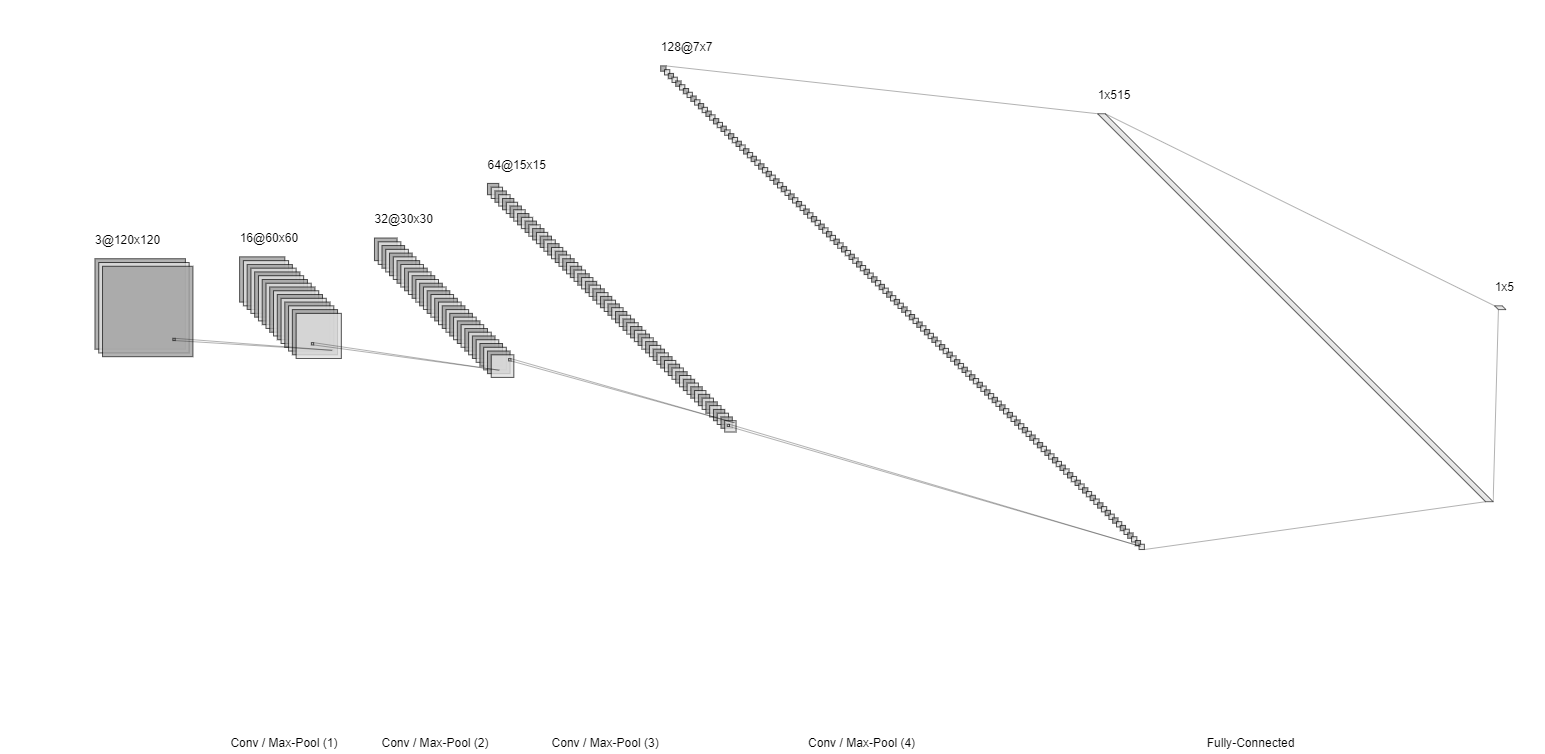 128@7x7
1x515
64@15x15
32@30x30
3@120x120
16@60x60
1x5
Conv / Max-Pool (1)
Conv / Max-Pool (2)
Conv / Max-Pool (3)
Conv / Max-Pool (4)
Fully-Connected